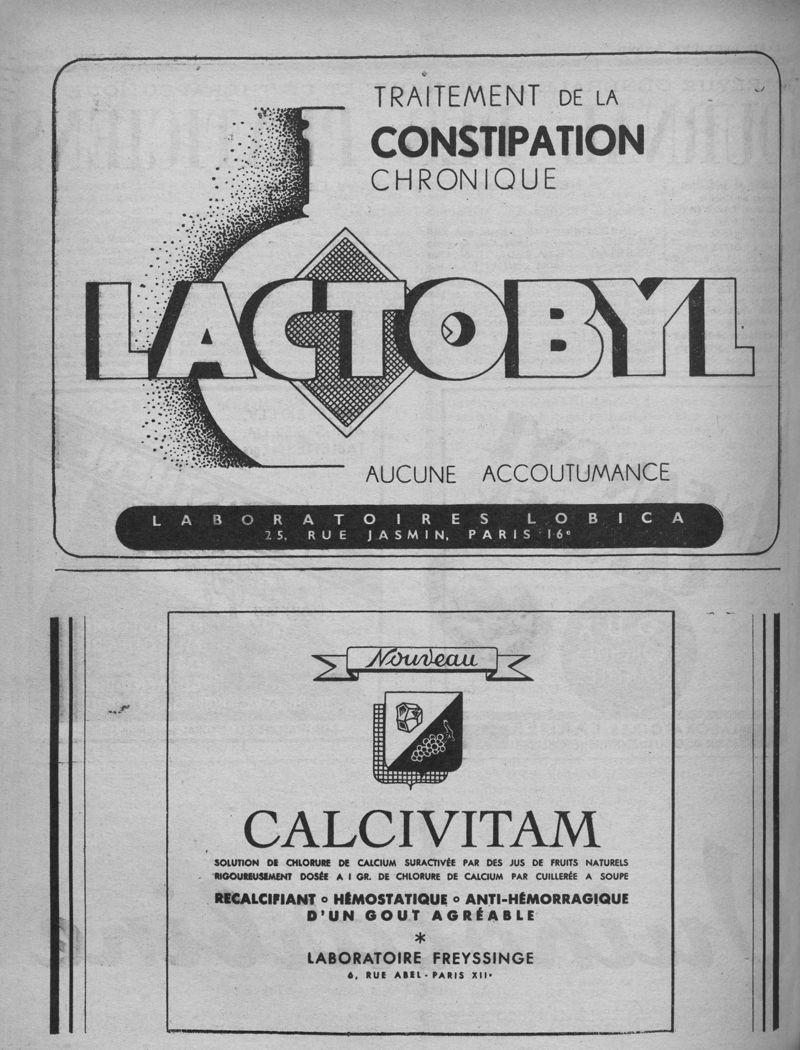 TRAITEMENT DE LA
CONSTIPATION
CHRONIQUE
LACTOBYL
AUCUNE ACCOUTUMANCE
LABORATOIRES LOBICA
25, RUE JASMIN, PARIS 16e
Nouveau
CALCIVITAM
SOLUTION DE CHLORURE DE CALCIUM SURACTIVÉE PAR DES JUS DE FRUITS NATURELS
RIGOUREUSEMENT DOSÉE A 1 GR. DE CHLORURE DE CALCIUM PAR CUILLERÉE A SOUPE
RECALCIFIANT o HÉMOSTATIQUE o ANTI-HÉMORRAGIQUE
D'UN GOUT AGRÉABLE
*
LABORATOIRE FREYSSINGE
6, RUE ABEL - PARIS XIIe